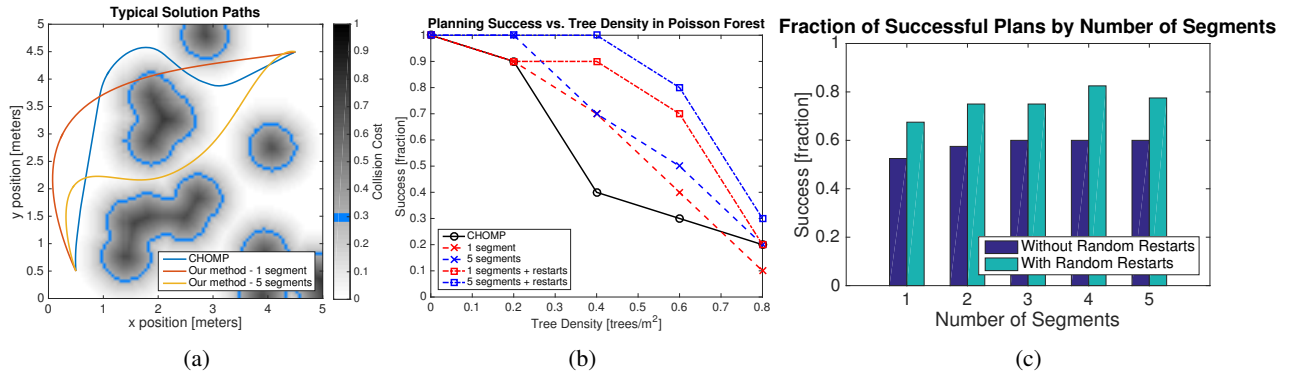 Typical Solution Paths
5
4.5
4
3.5
3
2.5
2
1.5
1
0.5
0
y position [meters]
0 1 2 3 4 5
x position [meters]
CHOMP
Our method - 1 segment
Our method - 5 segments
1
0.9
0.8
0.7
0.6
0.5
0.4
0.3
0.2
0.1
0
Collision Cost
(a)
Planning Success vs. Tree Density in Poisson Forest
1
0.9
0.8
0.7
0.6
0.5
0.4
0.3
0.2
0.1
0
Success [fraction]
CHOMP
1 segment
5 segments
1 segments + restarts
5 segments + restarts
0 0.1 0.2 0.3 0.4 0.5 0.6 0.7 0.8
Tree Density [trees/m²]
(b)
Fraction of Successful Plans by Number of Segments
1
0.8
0.6
0.4
0.2
0
Success [fraction]
Without Random Restarts
With Random Restarts
1 2 3 4 5
Number of Segments
(c)